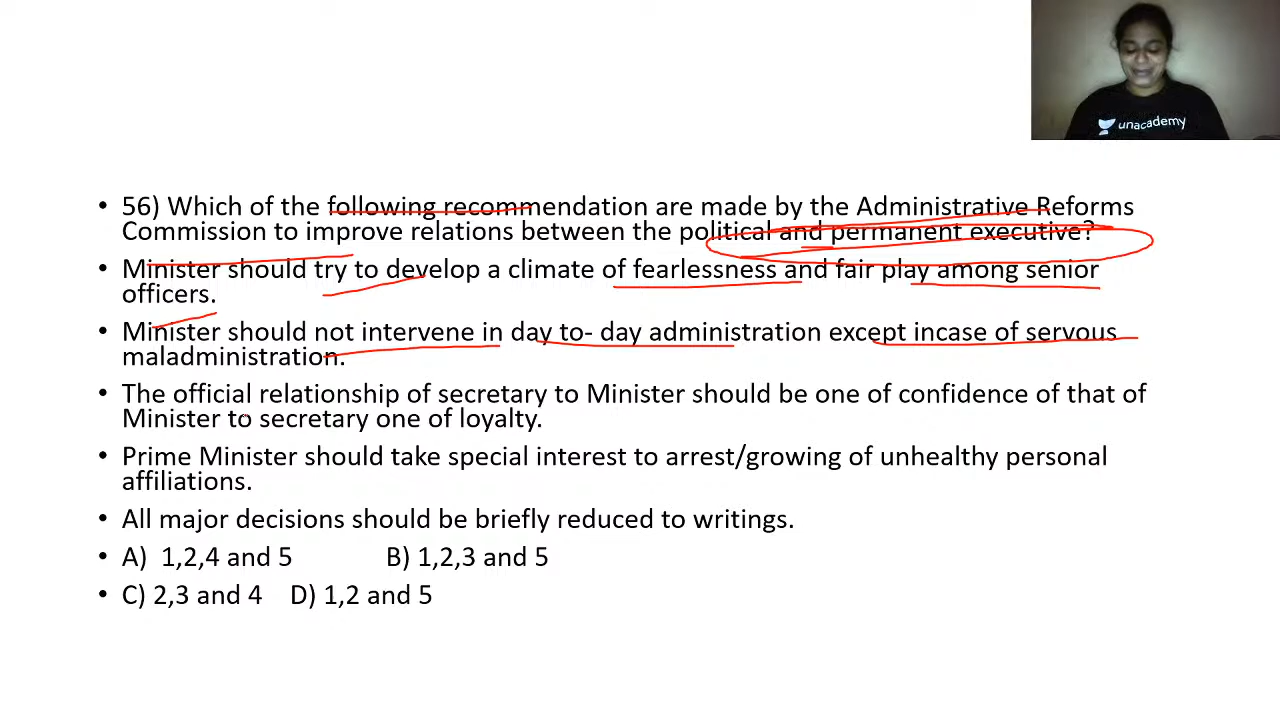 unacademy
• 56) Which of the following recommendation are made by the Administrative Reforms
Commission to improve relations between the political and permanent executive?
• Minister should try to develop a climate of fearlessness and fair play among senior
officers.
• Minister should not intervene in day to- day administration except incase of servous
maladministration.
• The official relationship of secretary to Minister should be one of confidence of that of
Minister to secretary one of loyalty.
• Prime Minister should take special interest to arrest/growing of unhealthy personal
affiliations.
• All major decisions should be briefly reduced to writings.
• A) 1,2,4 and 5 B) 1,2,3 and 5
• C) 2,3 and 4 D) 1,2 and 5